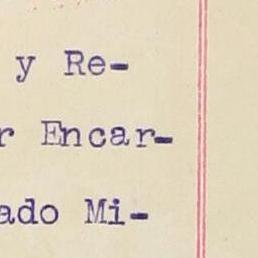 y Re-
r Encar-
ado Mi-